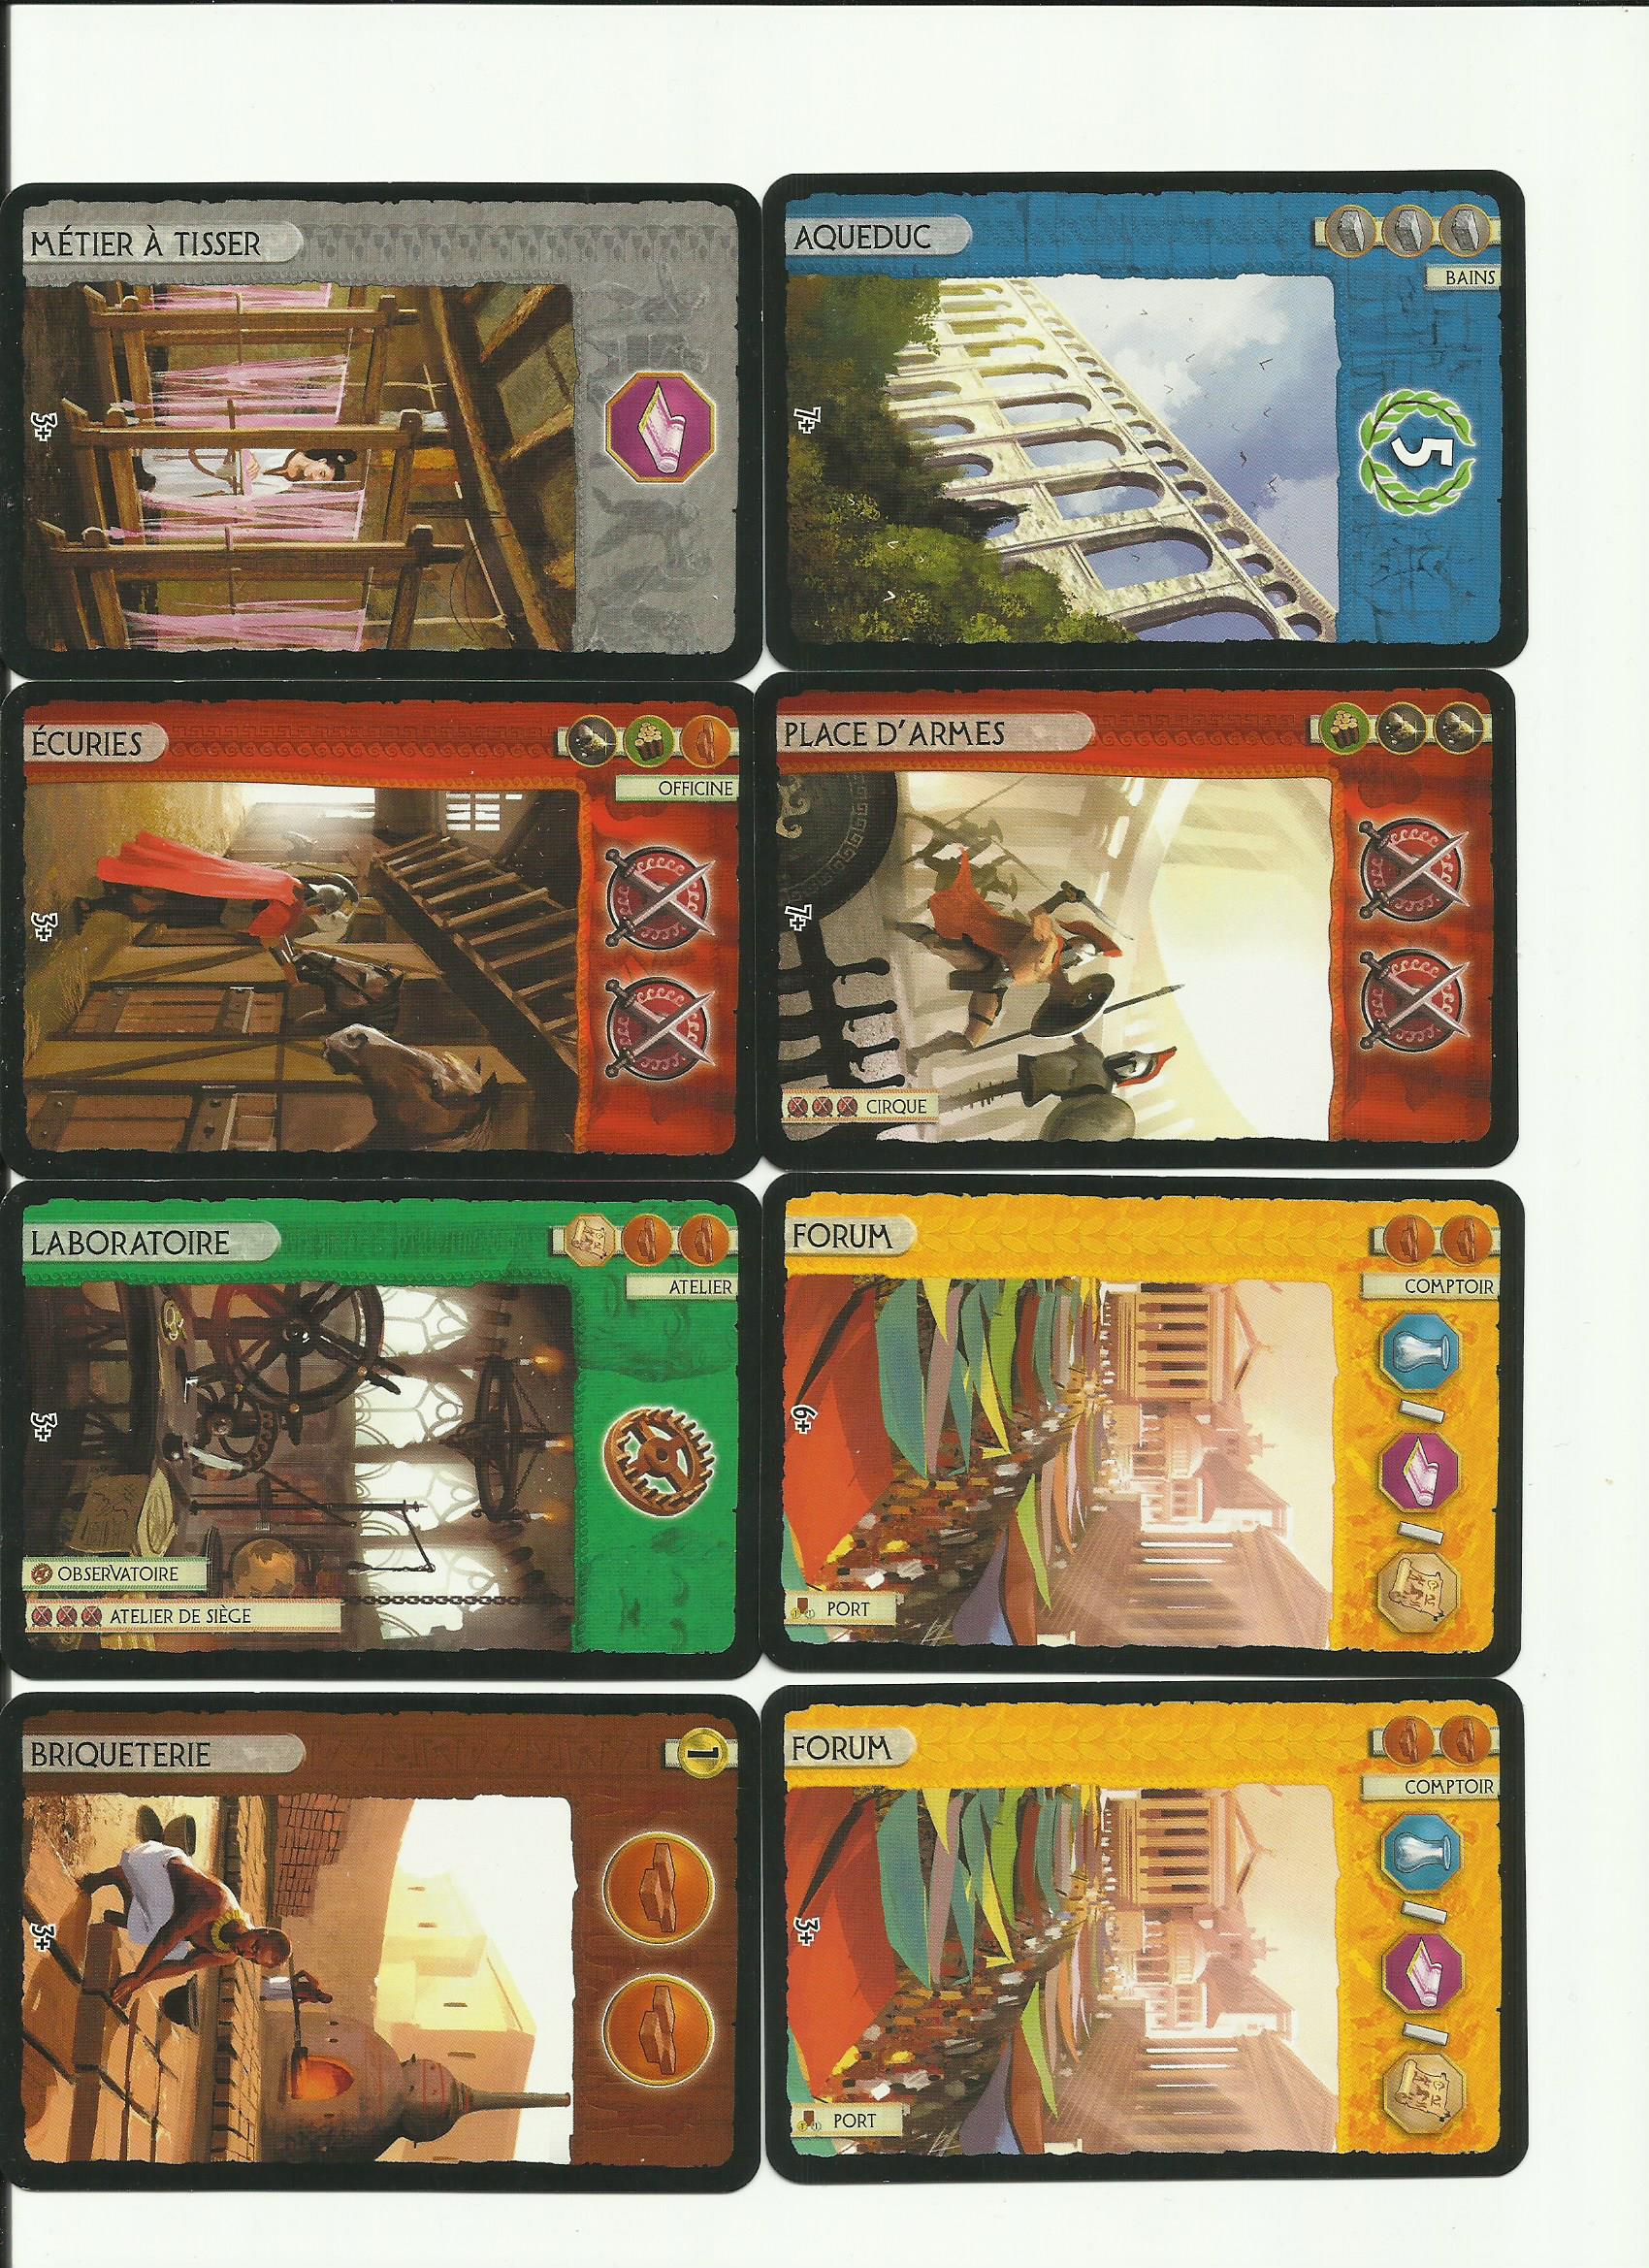 MÉTIER À TISSER
3+
AQUEDUC
BAINS
5
7+
ÉCURIES
OFFICINE
3+
PLACE D'ARMES
7+
CIRQUE
LABORATOIRE
ATELIER
3+
OBSERVATOIRE
ATELIER DE SIÈGE
FORUM
COMPTOIR
6+
PORT
BRIQUETERIE
1
3+
FORUM
COMPTOIR
3+
PORT